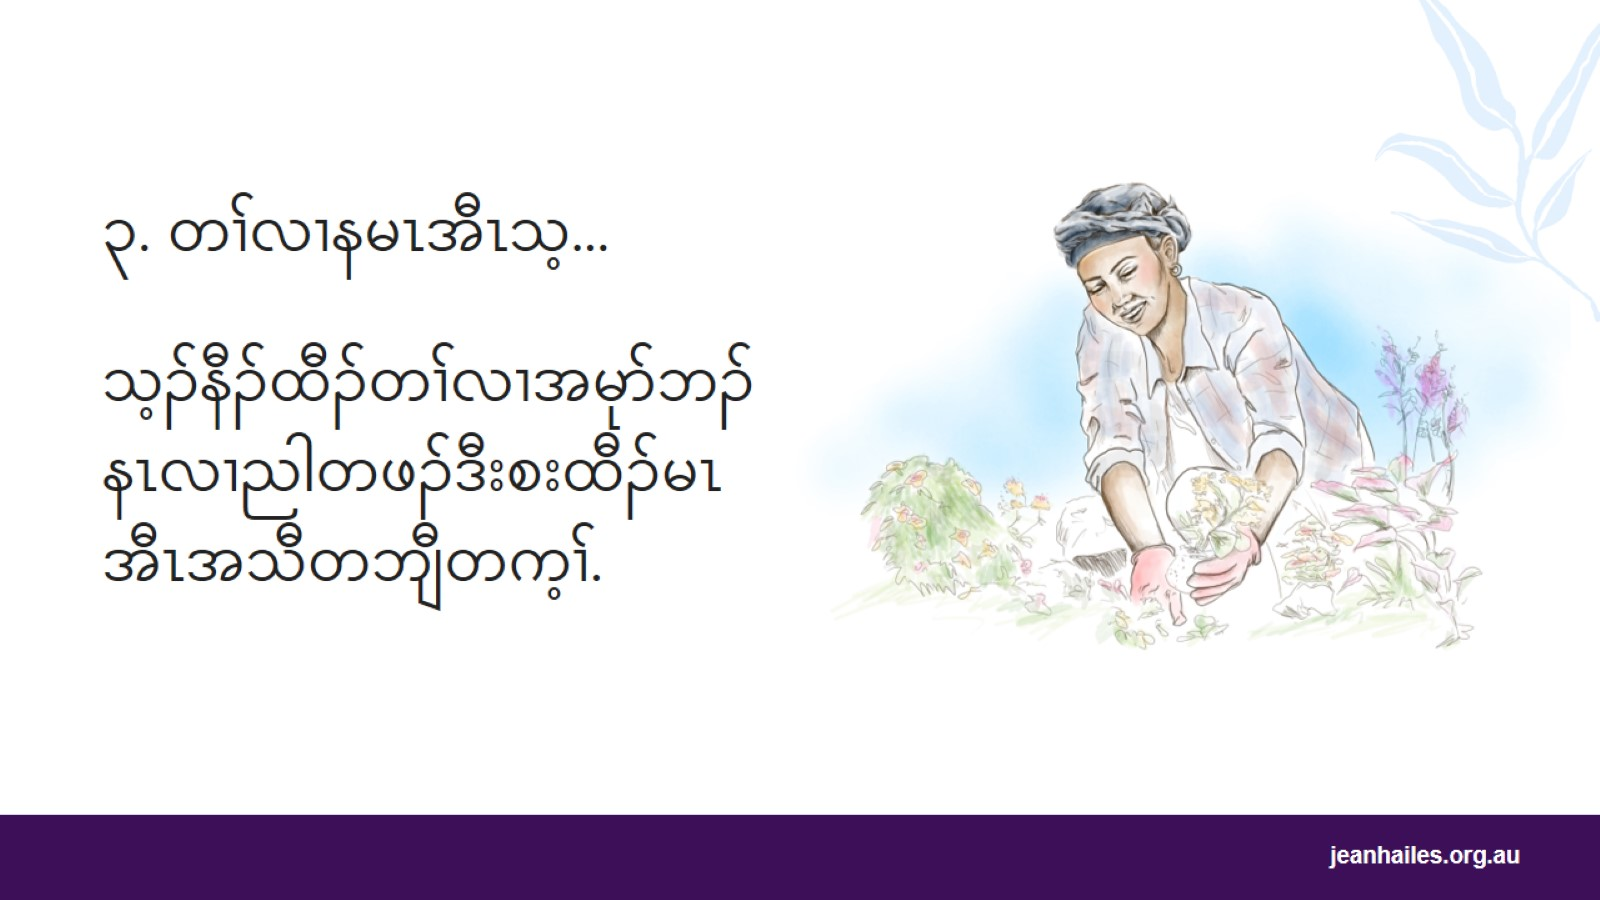 ၃. တၢ်လၢနမၤအီၤသ့...
သ့ၣ်နီၣ်ထီၣ်တၢ်လၢအမုာ်ဘၣ်
နၤလၢညါတဖၣ်ဒီးစးထီၣ်မၤ
အီၤအသီတဘျီတက့ၢ်.
jeanhailes.org.au